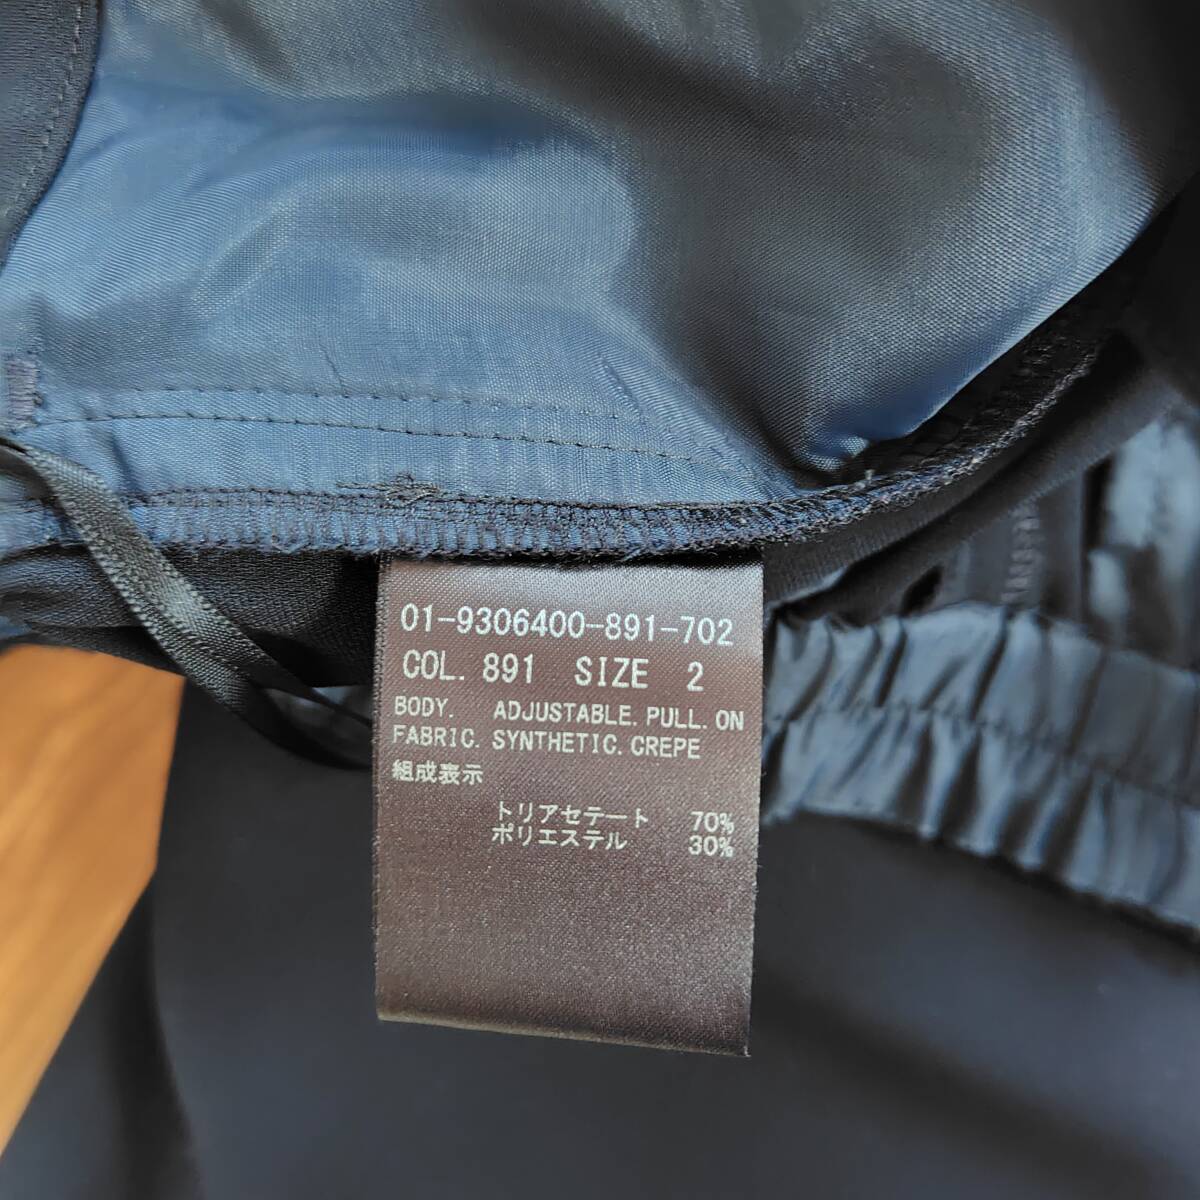 01-9306400-891-702
COL. 891 SIZE 2
BODY. ADJUSTABLE. PULL. ON
FABRIC. SYNTHETIC. CREPE
組成表示
トリアセテート 70%
ポリエステル 30%